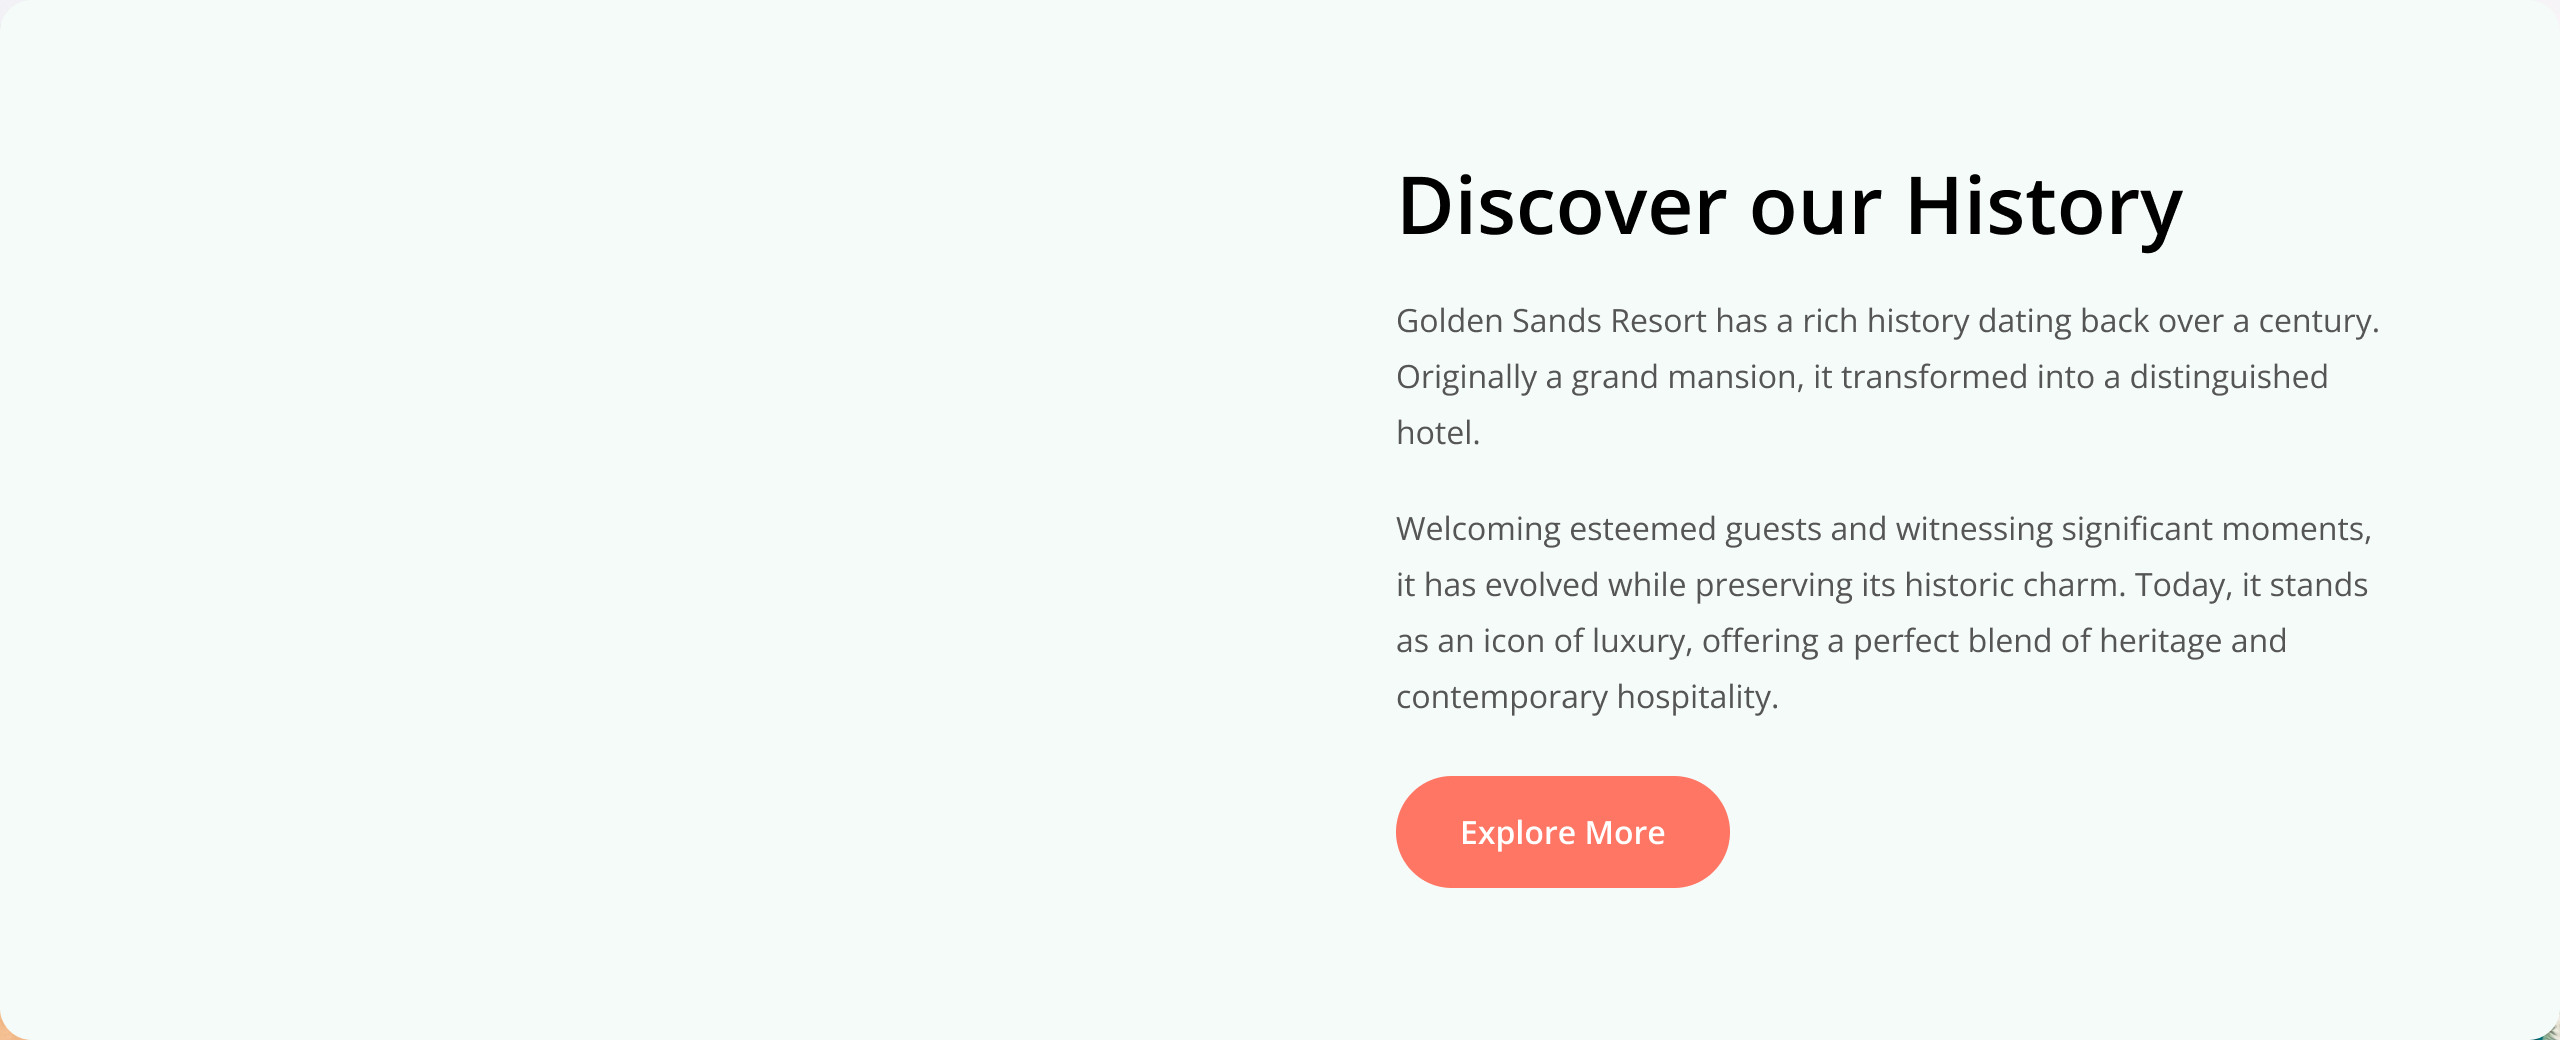 Discover our History
Golden Sands Resort has a rich history dating back over a century.
Originally a grand mansion, it transformed into a distinguished
hotel.
Welcoming esteemed guests and witnessing significant moments,
it has evolved while preserving its historic charm. Today, it stands
as an icon of luxury, offering a perfect blend of heritage and
contemporary hospitality.
Explore More